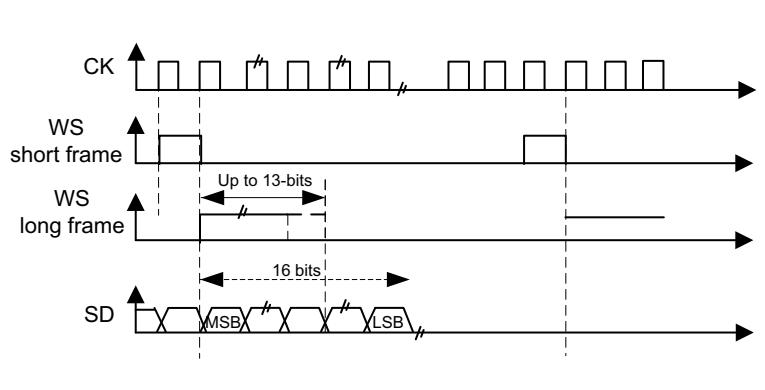 CK
WS
short frame
Up to 13-bits
WS
long frame
16 bits
SD
MSB
LSB